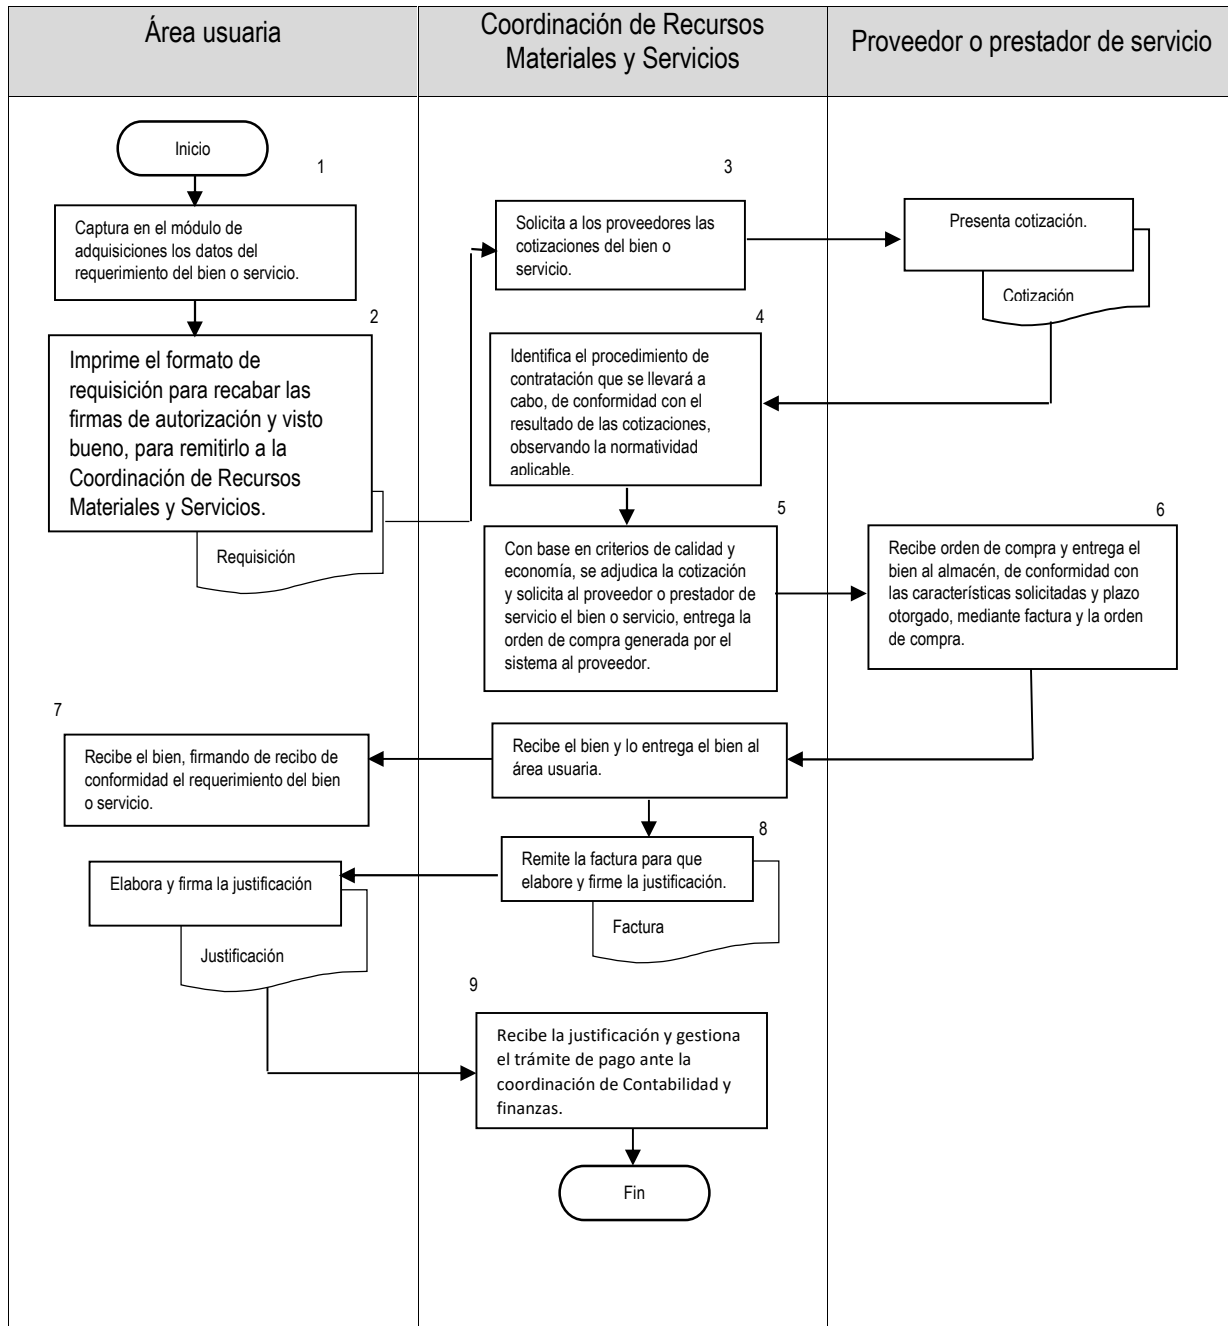 Área usuaria
Coordinación de Recursos
Materiales y Servicios
Proveedor o prestador de servicio
Inicio
1
Captura en el módulo de
adquisiciones los datos del
requerimiento del bien o servicio.
2
Imprime el formato de
requisición para recabar las
firmas de autorización y visto
bueno, para remitirlo a la
Coordinación de Recursos
Materiales y Servicios.
Requisición
3
Solicita a los proveedores las
cotizaciones del bien o
servicio.
Presenta cotización.
Cotización
4
Identifica el procedimiento de
contratación que se llevará a
cabo, de conformidad con el
resultado de las cotizaciones,
observando la normatividad
aplicable.
5
Con base en criterios de calidad y
economía, se adjudica la cotización
y solicita al proveedor o prestador de
servicio el bien o servicio, entrega la
orden de compra generada por el
sistema al proveedor.
6
Recibe orden de compra y entrega el
bien al almacén, de conformidad con
las características solicitadas y plazo
otorgado, mediante factura y la orden
de compra.
Recibe el bien y lo entrega el bien al
área usuaria.
7
Recibe el bien, firmando de recibo de
conformidad el requerimiento del bien
o servicio.
8
Remite la factura para que
elabore y firme la justificación.
Factura
Elabora y firma la justificación
Justificación
9
Recibe la justificación y gestiona
el trámite de pago ante la
coordinación de Contabilidad y
finanzas.
Fin